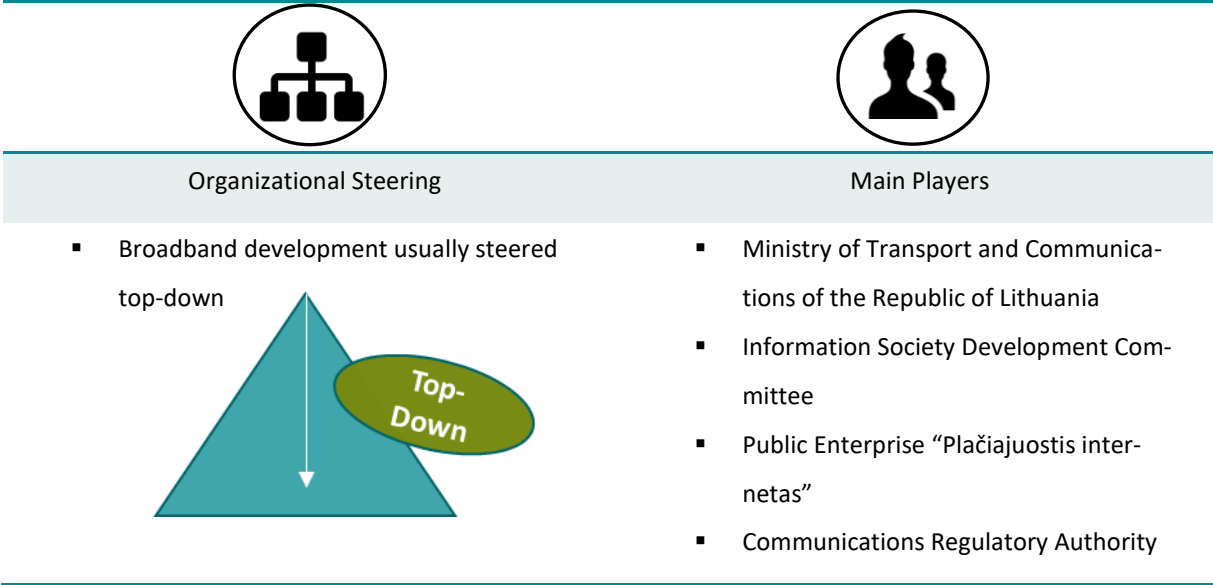 Organizational Steering
Main Players
▪ Broadband development usually steered
top-down
Top-
Down
▪ Ministry of Transport and Communica-
tions of the Republic of Lithuania
▪ Information Society Development Com-
mittee
▪ Public Enterprise “Plačiajuostis inter-
netas”
▪ Communications Regulatory Authority